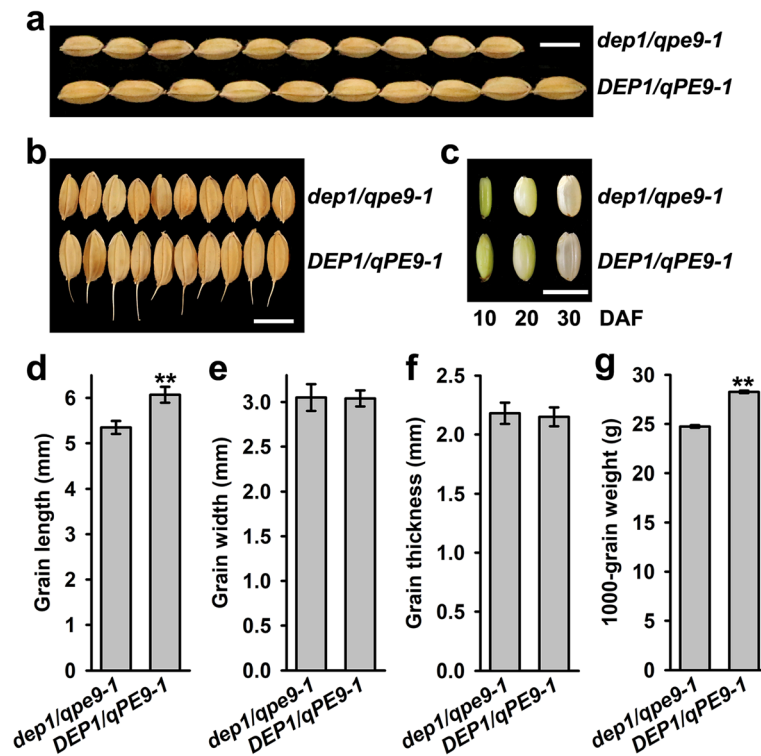 a
dep1/qpe9-1
DEP1/qPE9-1
b
dep1/qpe9-1
DEP1/qPE9-1
c
dep1/qpe9-1
DEP1/qPE9-1
10 20 30 DAF
d
**
Grain length (mm)
6
5
4
3
2
1
0
dep1/qpe9-1
DEP1/qPE9-1
e
Grain width (mm)
3.0
2.5
2.0
1.5
1.0
0.5
0.0
dep1/qpe9-1
DEP1/qPE9-1
f
Grain thickness (mm)
2.5
2.0
1.5
1.0
0.5
0.0
dep1/qpe9-1
DEP1/qPE9-1
g
**
1000-grain weight (g)
30
25
20
15
10
5
0
dep1/qpe9-1
DEP1/qPE9-1